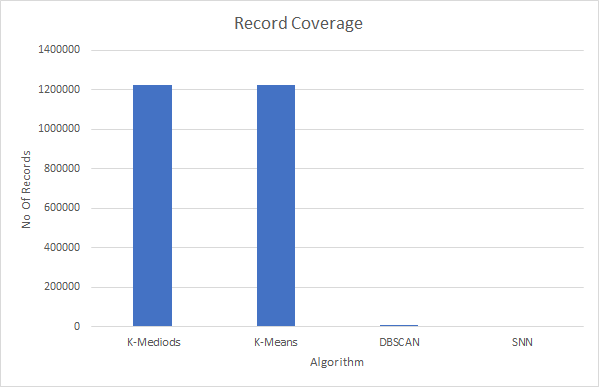 Record Coverage
1400000
1200000
1000000
800000
600000
400000
200000
0
No Of Records
K-Mediods K-Means DBSCAN SNN
Algorithm